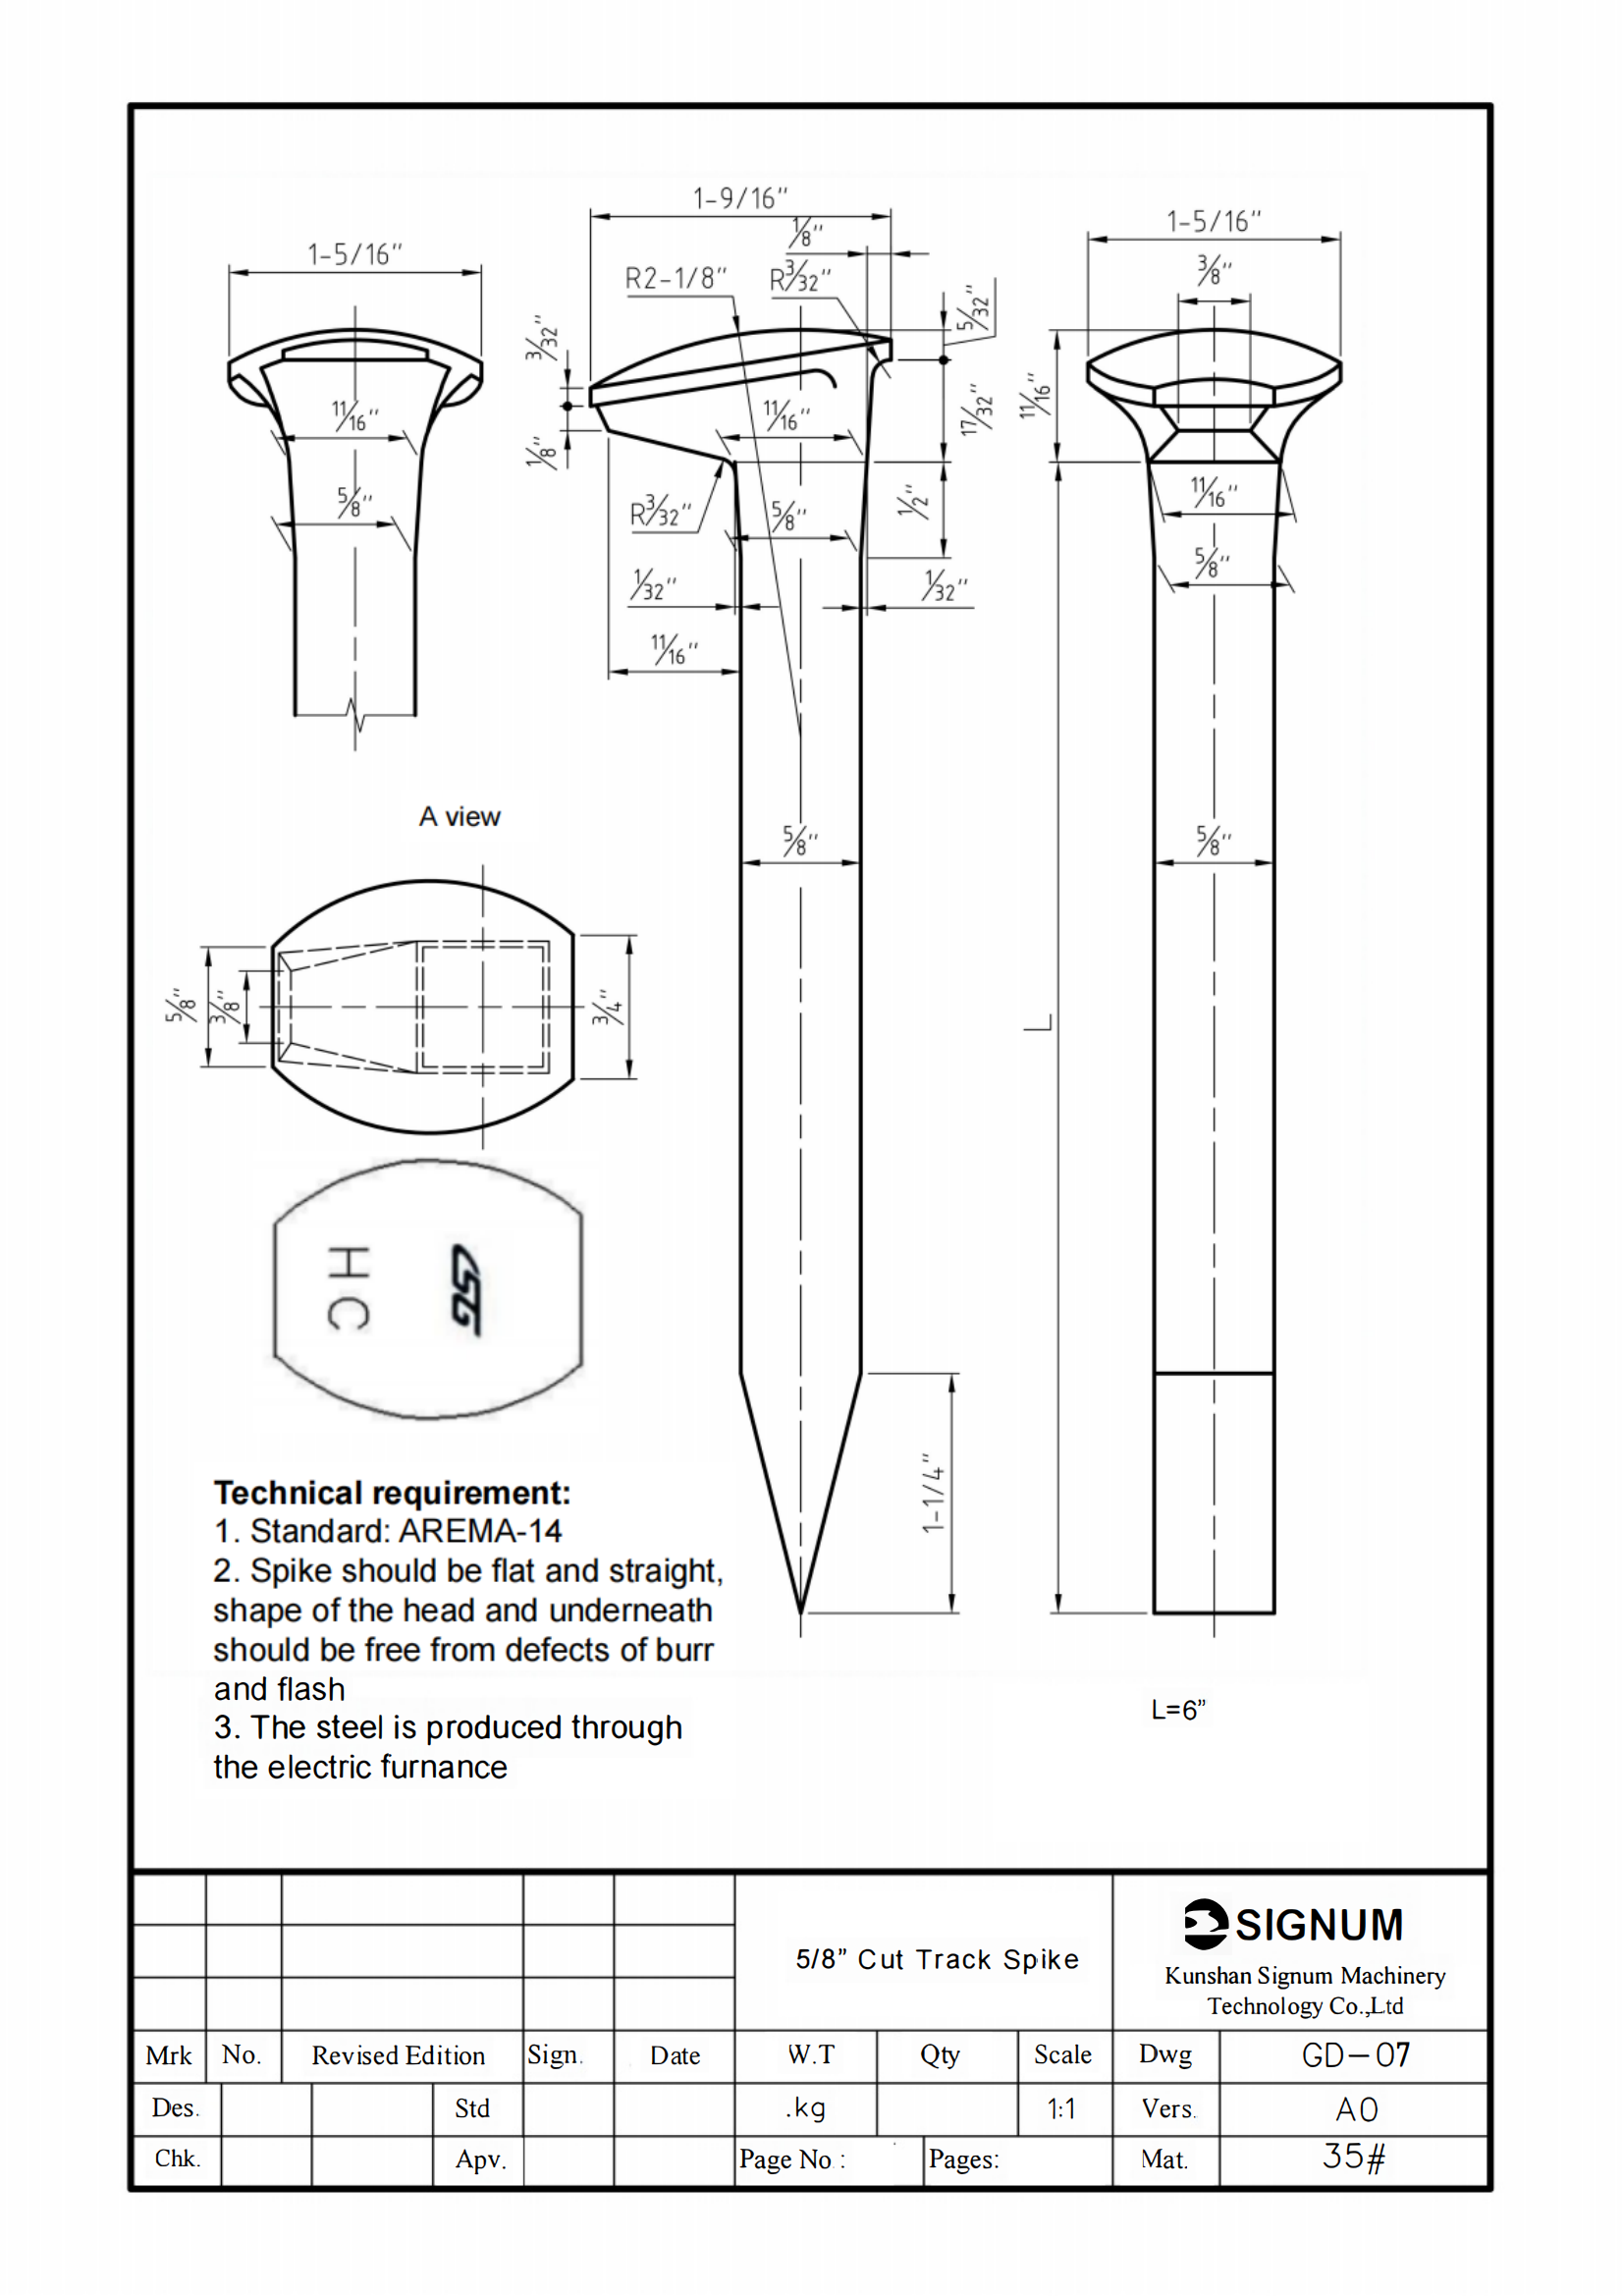 1-9/16"
1/8"
1-5/16"
1-5/16"
R2-1/8"
R3/32"
3/8"
5/32"
3/32"
11/16"
11/16"
11/16"
17/32"
1/8"
5/8"
R3/32"
5/8"
1/2"
11/16"
5/8"
1/32"
1/32"
11/16"
A view
5/8"
5/8"
5/8"
3/8"
3/4"
L
H C
1-1/4"
Technical requirement:
1. Standard: AREMA-14
2. Spike should be flat and straight,
shape of the head and underneath
should be free from defects of burr
and flash
3. The steel is produced through
the electric furnance
L=6”
5/8” Cut Track Spike
SIGNUM
Kunshan Signum Machinery
Technology Co.,Ltd
Mrk No. Revised Edition Sign. Date W.T Qty Scale Dwg GD-07
Des. Std .kg 1:1 Vers. A0
Chk. Apv. Page No.: Pages: Mat. 35#